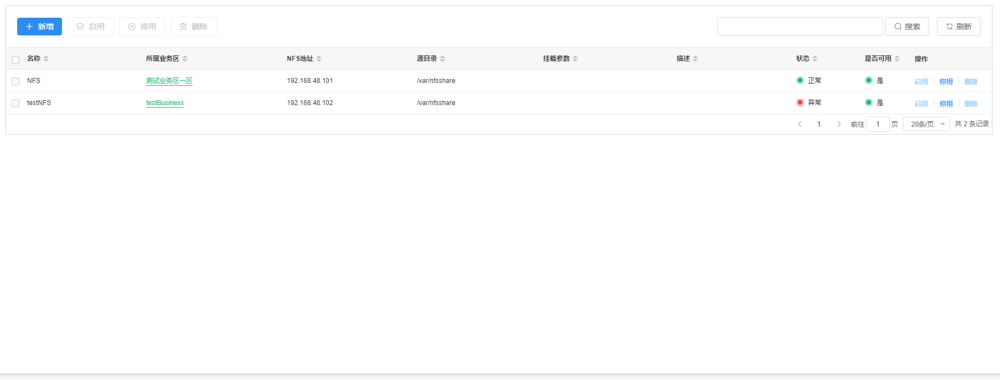 新增 启用 停用 删除 搜索 刷新
名称 所属业务区 NFS地址 源目录 挂载参数 描述 状态 是否可用 操作
NFS 测试业务区一区 192.168.48.101 /var/nfsshare 正常 是 启用 停用 删除
testNFS testBusiness 192.168.48.102 /var/nfsshare 异常 是 启用 停用 删除
1 前往 1 页 20条/页 共 2 条记录